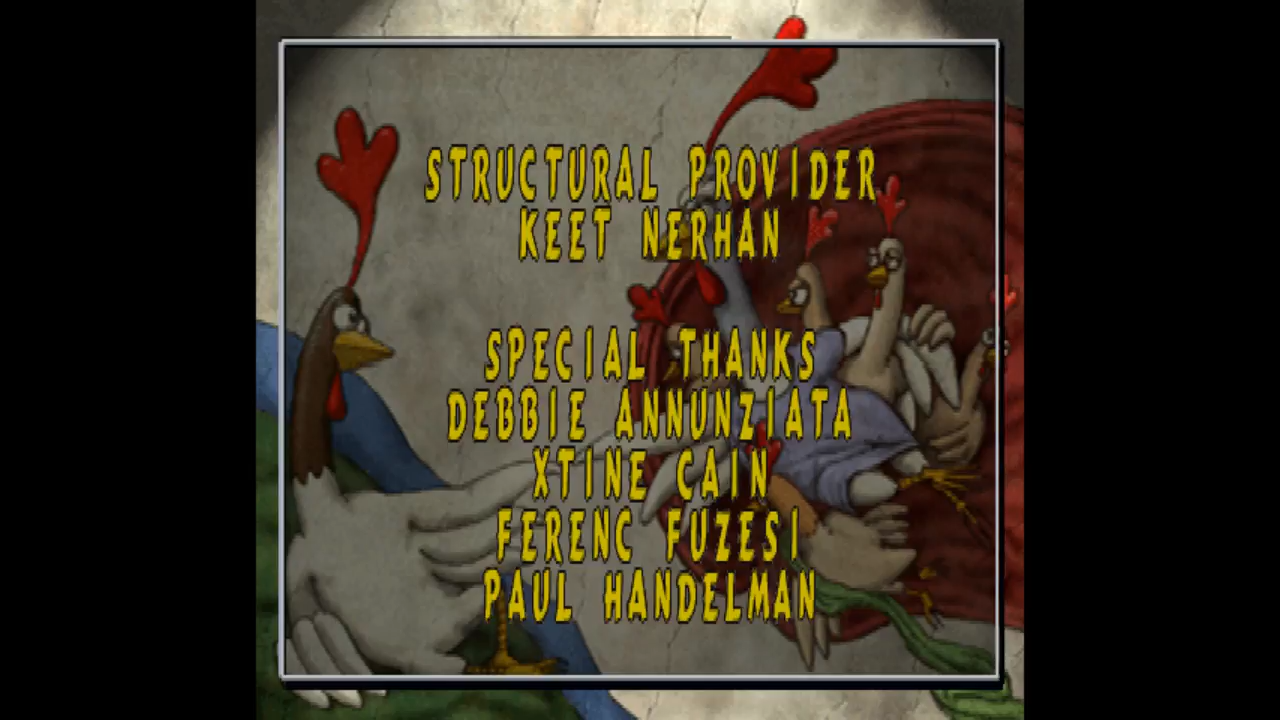 STRUCTURAL PROVIDER
KEET NERHAN
SPECIAL THANKS
DEBBIE ANNUNZIATA
XTINE CAIN
FERENC FUZESI
PAUL HANDELMAN